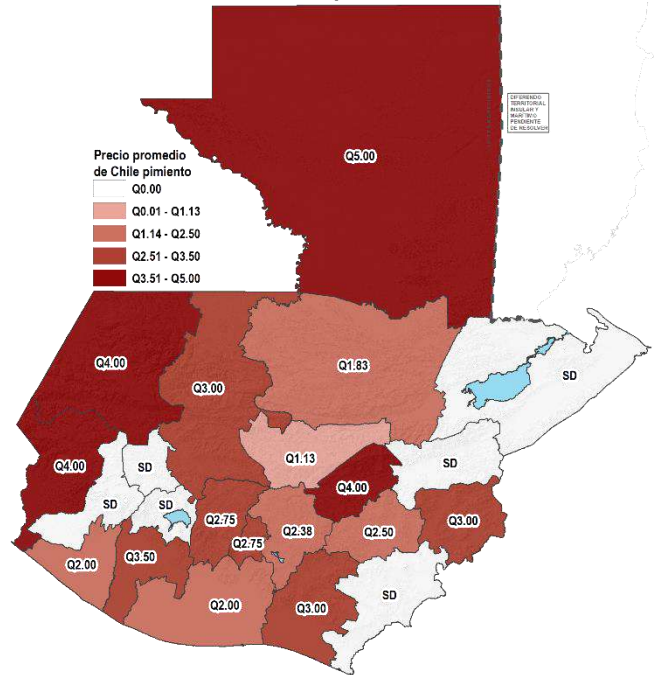 DIFERENDO
TERRITORIAL
INSULAR Y
MARÍTIMO
PENDIENTE
DE RESOLVER
Precio promedio
de Chile pimiento
Q0.00
Q0.01 - Q1.13
Q1.14 - Q2.50
Q2.51 - Q3.50
Q3.51 - Q5.00
Q5.00
Q4.00
Q3.00
Q1.83
SD
Q4.00
SD
SD
Q1.13
Q4.00
SD
Q2.75
Q2.75
Q2.38
Q2.50
Q3.00
Q2.00
Q3.50
Q2.00
Q3.00
SD